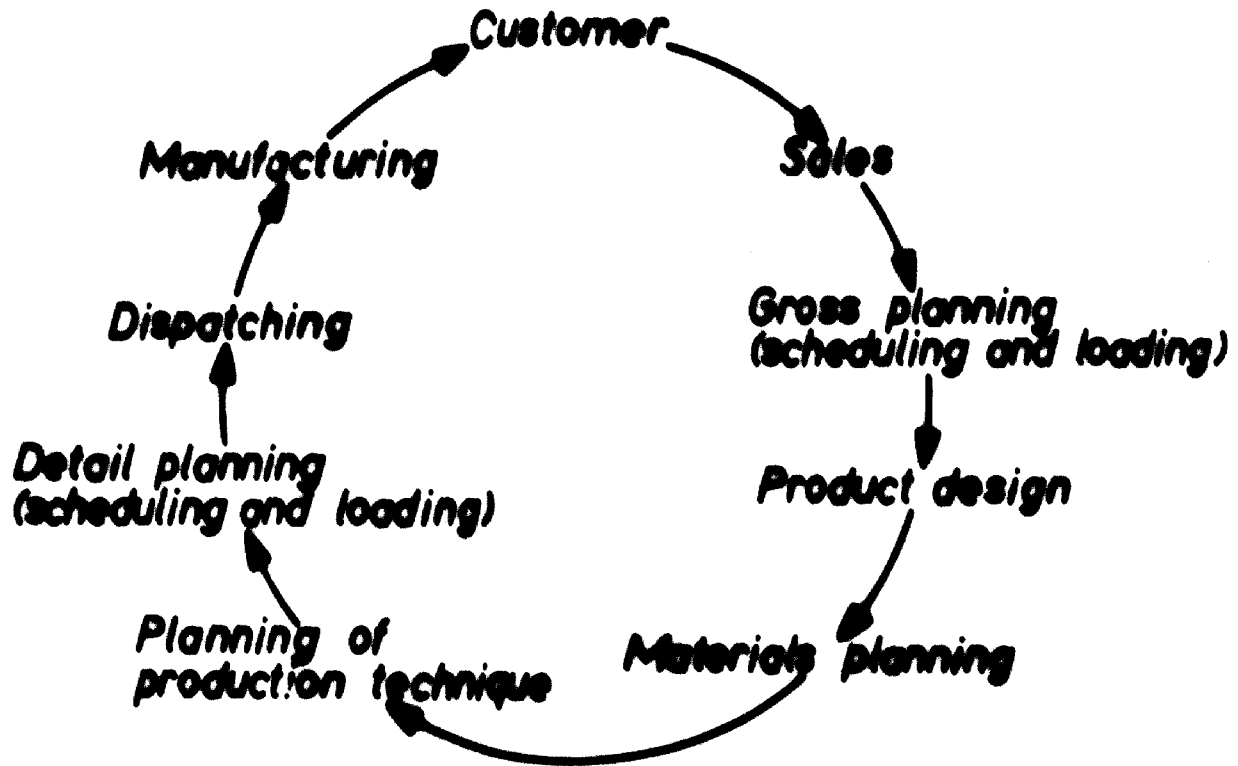 Customer
Sales
Gross planning
(scheduling and loading)
Product design
Materials planning
Planning of
production technique
Detail planning
(scheduling and loading)
Dispatching
Manufacturing